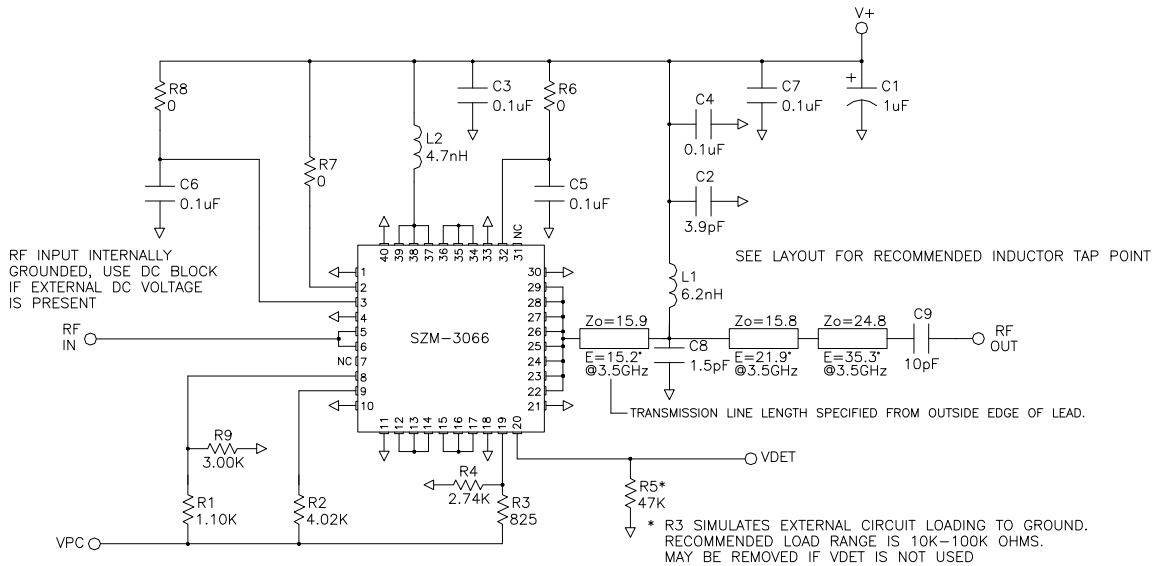 V+
R8
0
R7
0
L2
4.7nH
C3
0.1uF
R6
0
C4
0.1uF
C7
0.1uF
C1
+
1uF
C6
0.1uF
C5
0.1uF
C2
3.9pF
RF INPUT INTERNALLY
GROUNDED, USE DC BLOCK
IF EXTERNAL DC VOLTAGE
IS PRESENT
SEE LAYOUT FOR RECOMMENDED INDUCTOR TAP POINT
40 39 38 37 36 35 34 33 32 31 NC
1
2
3
4
5
6
NC 7
8
9
10
30
29
28
27
26
25
24
23
22
21
11 12 13 14 15 16 17 18 19 20
SZM-3066
RF
IN
L1
6.2nH
Zo=15.9
E=15.2°
@3.5GHz
C8
1.5pF
Zo=15.8
E=21.9°
@3.5GHz
Zo=24.8
E=35.3°
@3.5GHz
C9
10pF
RF
OUT
TRANSMISSION LINE LENGTH SPECIFIED FROM OUTSIDE EDGE OF LEAD.
R9
3.00K
R4
2.74K
VDET
R1
1.10K
R2
4.02K
R3
825
R5*
47K
VPC
* R3 SIMULATES EXTERNAL CIRCUIT LOADING TO GROUND.
RECOMMENDED LOAD RANGE IS 10K-100K OHMS.
MAY BE REMOVED IF VDET IS NOT USED